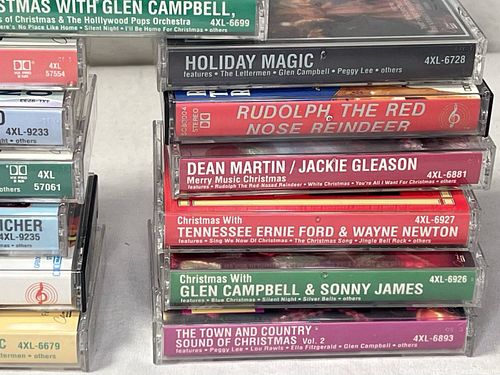 STMAS WITH GLEN CAMPBELL,
s of Christmas & The Hollywood Pops Orchestra 4XL-6699
ere's No Place Like Home • Silent Night • I'll Be Home For Christmas • others
4XL
57554
4XL-9233
others
4XL
57061
ICHER
4XL-9235
others
4XL-6679
ettermen • others
HOLIDAY MAGIC 4XL-6728
features • The Lettermen • Glen Campbell • Peggy Lee • others
STEREO
RUDOLPH THE RED
NOSE REINDEER
DEAN MARTIN / JACKIE GLEASON
Merry Music Christmas 4XL-6881
features • Rudolph The Red-Nosed Reindeer • White Christmas • You're All I Want For Christmas • others
Christmas With 4XL-6927
TENNESSEE ERNIE FORD & WAYNE NEWTON
features • Sing We Now Of Christmas • The Christmas Song • Jingle Bell Rock • others
Christmas With 4XL-6926
GLEN CAMPBELL & SONNY JAMES
features • Blue Christmas • Silent Night • Silver Bells • others
THE TOWN AND COUNTRY
SOUND OF CHRISTMAS Vol. 2 4XL-6893
features • Peggy Lee • Lou Rawls • Ella Fitzgerald • Glen Campbell • others